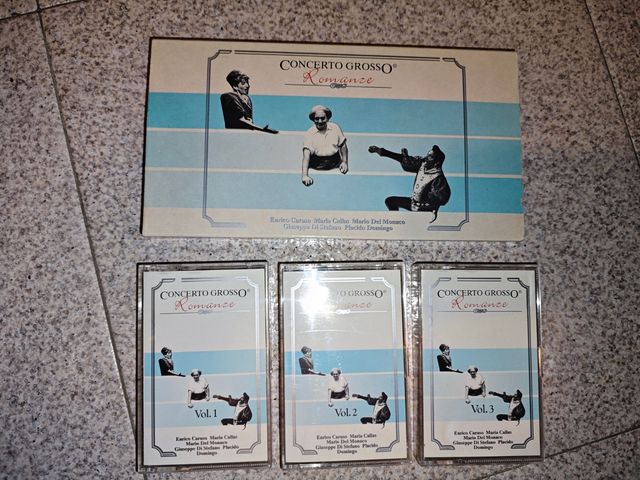 CONCERTO GROSSO®
Romanze
Enrico Caruso Maria Callas Mario Del Monaco
Giuseppe Di Stefano Placido Domingo
CONCERTO GROSSO®
Romanze
Vol. 1
Enrico Caruso Maria Callas
Mario Del Monaco
Giuseppe Di Stefano Placido
Domingo
CONCERTO GROSSO®
Romanze
Vol. 2
Enrico Caruso Maria Callas
Mario Del Monaco
Giuseppe Di Stefano Placido
Domingo
CONCERTO GROSSO®
Romanze
Vol. 3
Enrico Caruso Maria Callas
Mario Del Monaco
Giuseppe Di Stefano Placido
Domingo